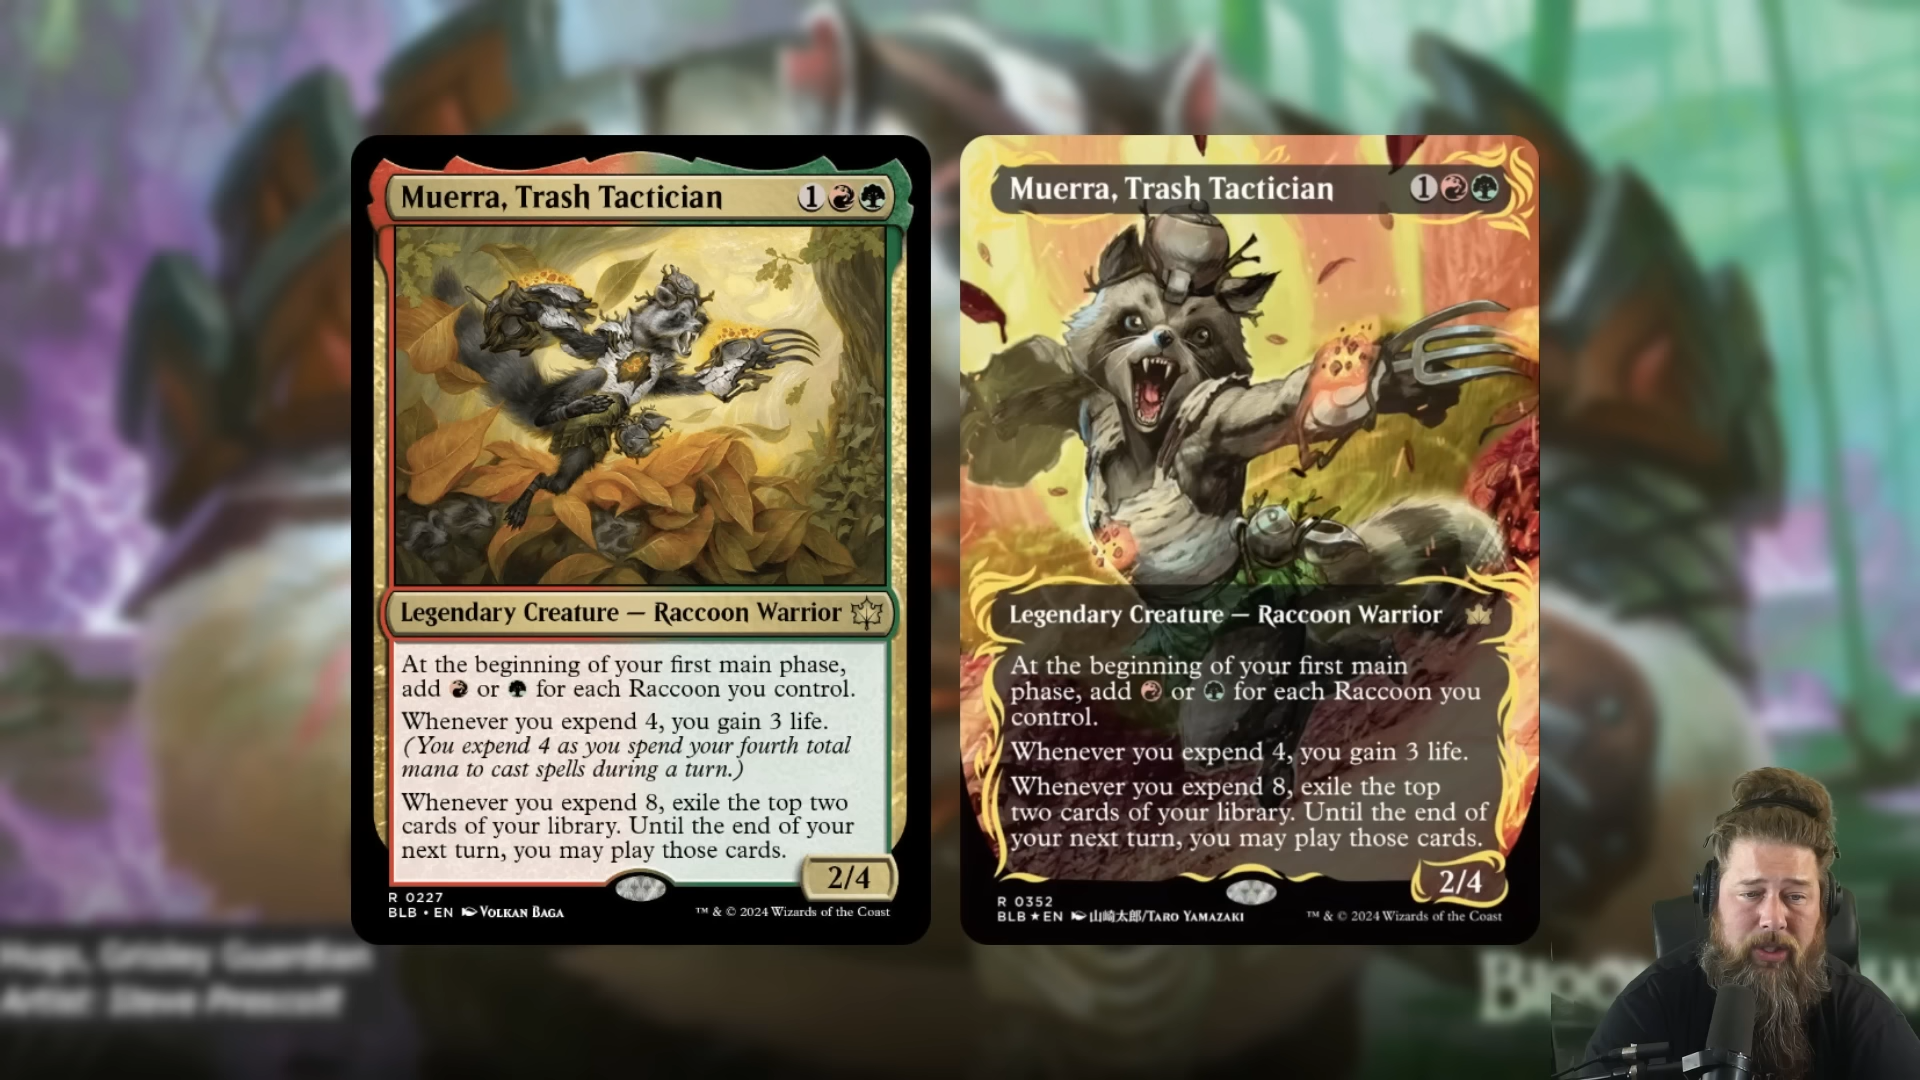 Muerra, Trash Tactician 1
Legendary Creature — Raccoon Warrior
At the beginning of your first main phase,
add or for each Raccoon you control.
Whenever you expend 4, you gain 3 life.
(You expend 4 as you spend your fourth total
mana to cast spells during a turn.)
Whenever you expend 8, exile the top two
cards of your library. Until the end of your
next turn, you may play those cards.
2/4
R 0227
BLB • EN VOLKAN BAGA
™ & © 2024 Wizards of the Coast
Muerra, Trash Tactician 1
Legendary Creature — Raccoon Warrior
At the beginning of your first main
phase, add or for each Raccoon you
control.
Whenever you expend 4, you gain 3 life.
Whenever you expend 8, exile the top
two cards of your library. Until the end of
your next turn, you may play those cards.
2/4
R 0352
BLB ★ EN 山崎太郎/TARO YAMAZAKI
™ & © 2024 Wizards of the Coast
Hugs, Grisley Guardian
Artist: Steve Prescott